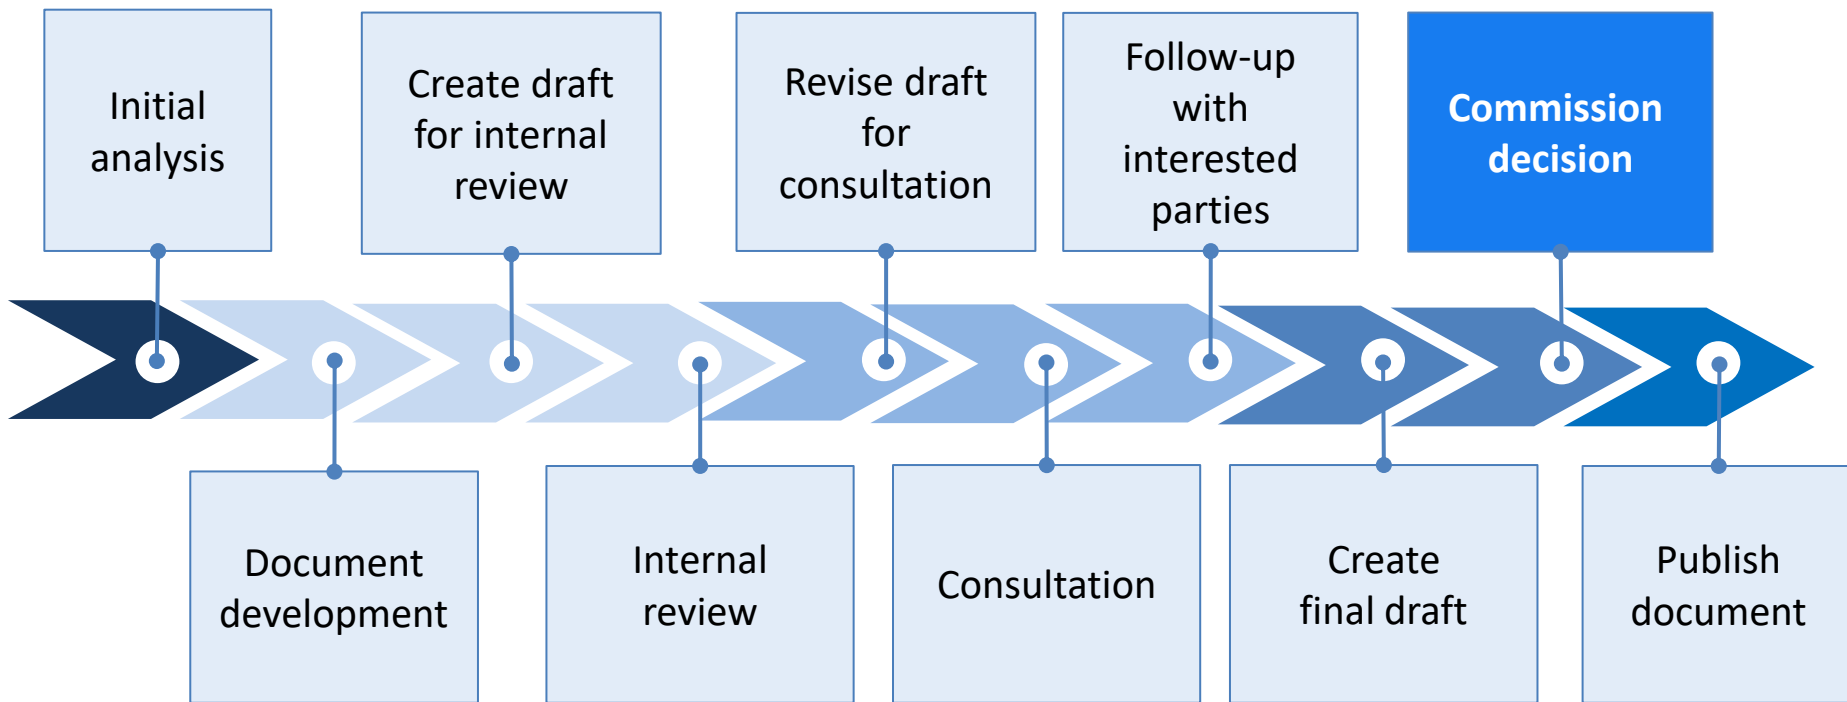 Initial
analysis
Document
development
Create draft
for internal
review
Internal
review
Revise draft
for
consultation
Consultation
Follow-up
with
interested
parties
Create
final draft
Commission
decision
Publish
document